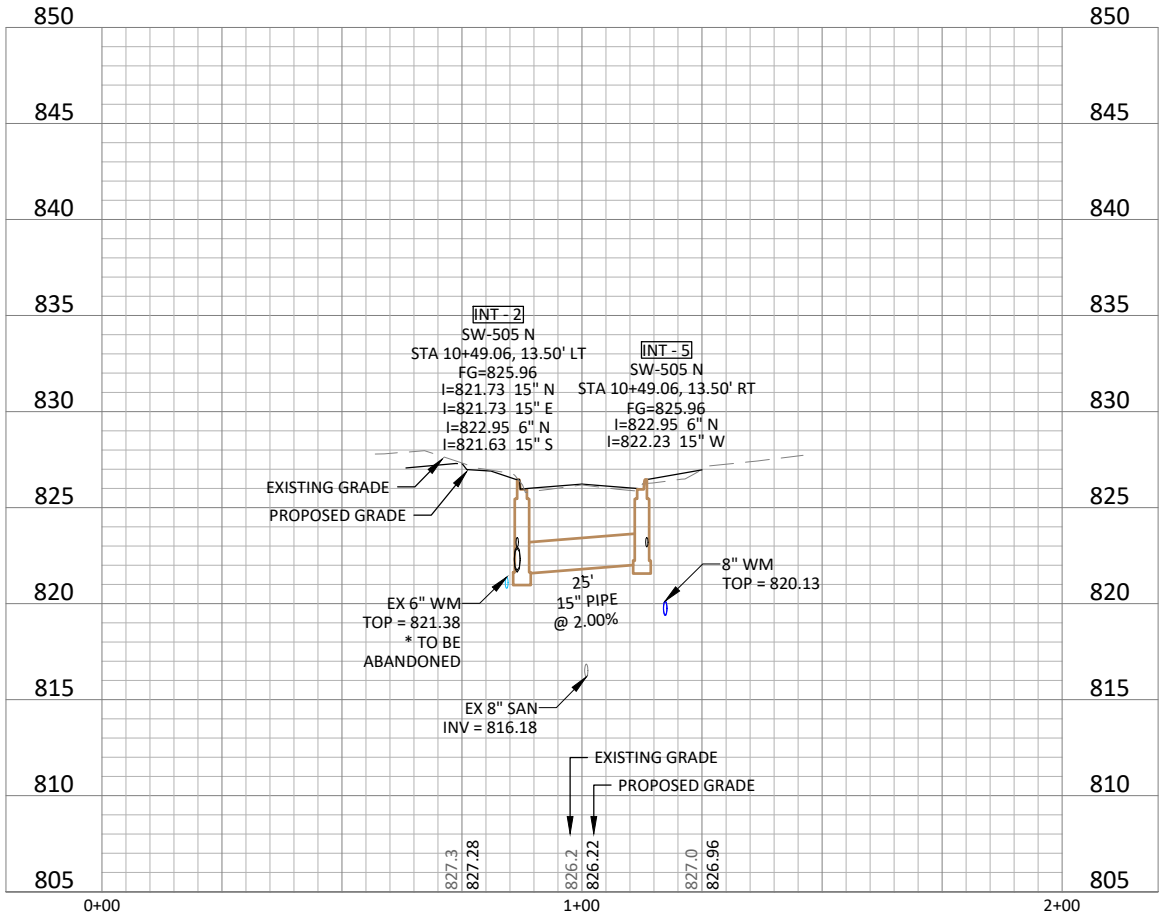 850
850
845
845
840
840
835
835
INT - 2
SW-505 N
STA 10+49.06, 13.50' LT
FG=825.96
I=821.73 15" N
I=821.73 15" E
I=822.95 6" N
I=821.63 15" S
INT - 5
SW-505 N
STA 10+49.06, 13.50' RT
FG=825.96
I=822.95 6" N
I=822.23 15" W
830
830
EXISTING GRADE
PROPOSED GRADE
825
825
8" WM
TOP = 820.13
25'
15" PIPE
@ 2.00%
820
820
EX 6" WM
TOP = 821.38
* TO BE
ABANDONED
815
815
EX 8" SAN
INV = 816.18
EXISTING GRADE
PROPOSED GRADE
810
810
827.3
827.28
826.2
826.22
827.0
826.96
805
805
0+00
1+00
2+00